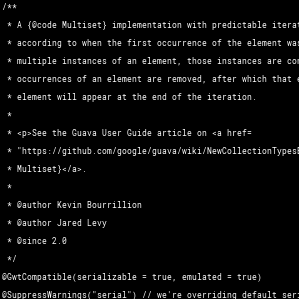 /**
 * A {@code Multiset} implementation with predictable
 * according to when the first occurrence of the element
 * multiple instances of an element, those instances are
 * occurrences of an element are removed, after which that
 * element will appear at the end of the iteration.
 *
 * <p>See the Guava User Guide article on <a href=
 * "https://github.com/google/guava/wiki/NewCollectionTypes
 * Multiset}</a>.
 *
 * @author Kevin Bourrillion
 * @author Jared Levy
 * @since 2.0
 */
@GwtCompatible(serializable = true, emulated = true)
@SuppressWarnings("serial") // we're overriding default